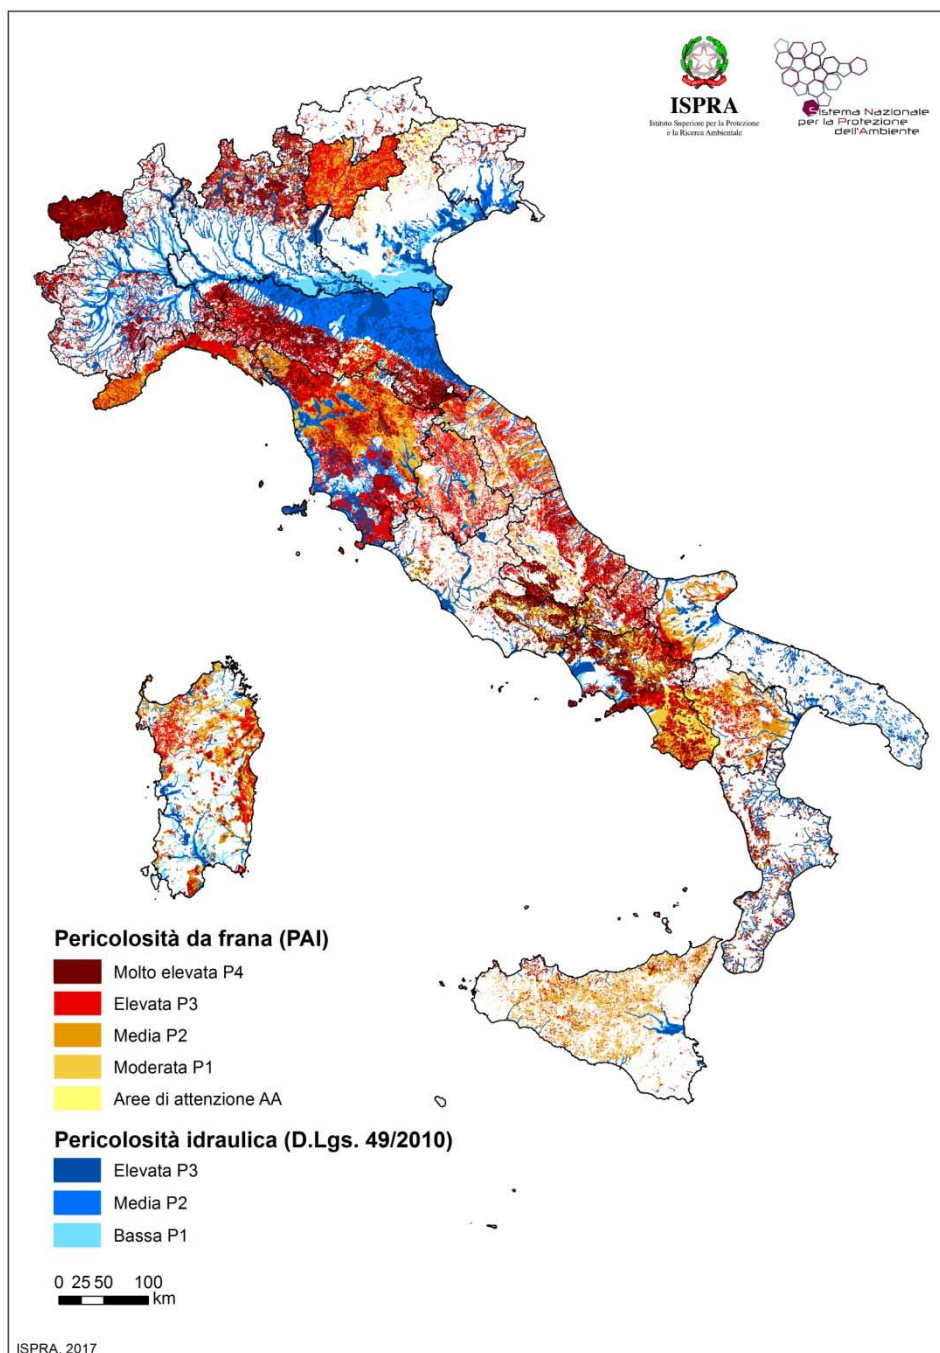 ISPRA
Istituto Superiore per la Protezione
e la Ricerca Ambientale
Sistema Nazionale
per la Protezione
dell'Ambiente
Pericolosità da frana (PAI)
Molto elevata P4
Elevata P3
Media P2
Moderata P1
Aree di attenzione AA
Pericolosità idraulica (D.Lgs. 49/2010)
Elevata P3
Media P2
Bassa P1
0 25 50 100
km
ISPRA, 2017